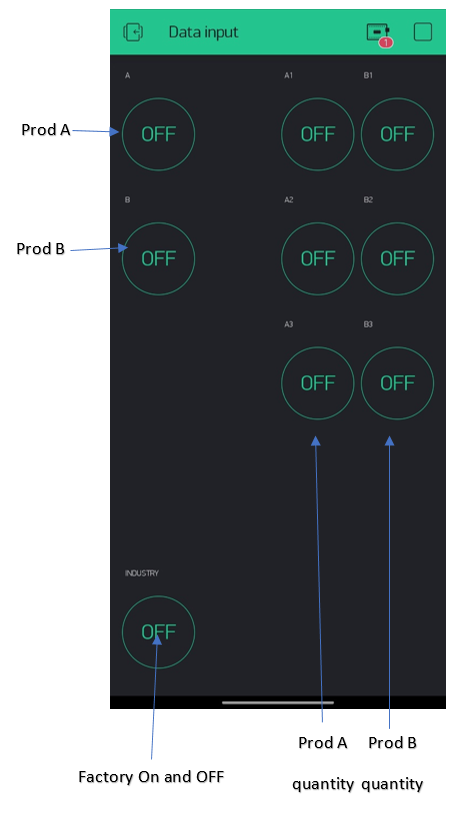 Data input
1
A
A1
B1
Prod A
OFF
OFF
OFF
B
A2
B2
Prod B
OFF
OFF
OFF
A3
B3
OFF
OFF
INDUSTRY
OFF
Prod A
Prod B
Factory On and OFF
quantity
quantity